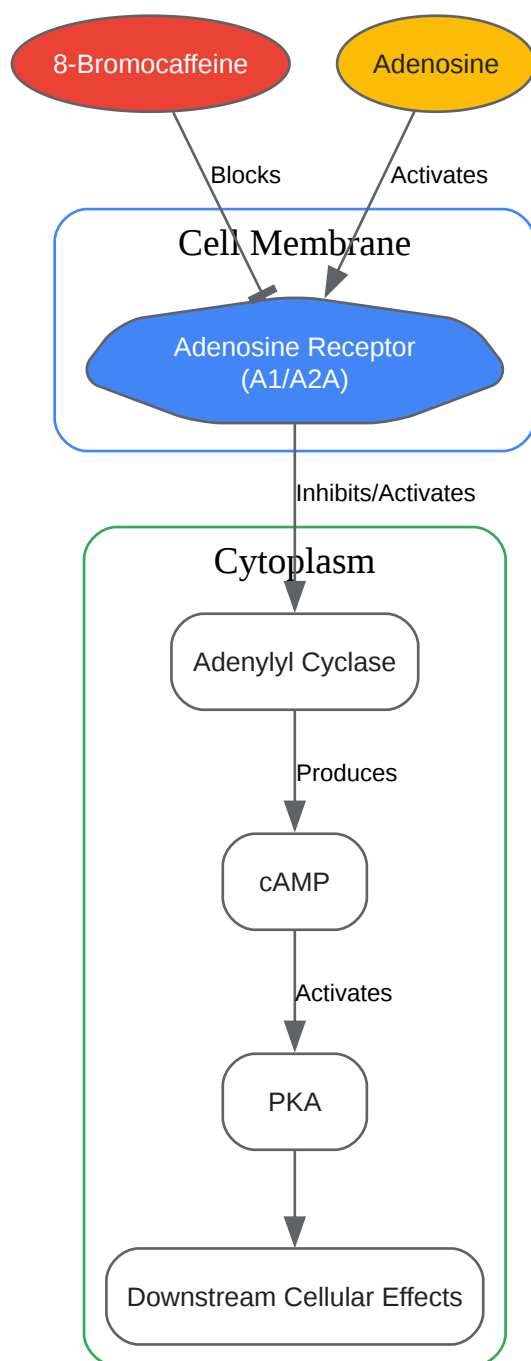 8-Bromocaffeine
Adenosine
Blocks
Activates
Cell Membrane
Adenosine Receptor
(A1/A2A)
Inhibits/Activates
Cytoplasm
Adenylyl Cyclase
Produces
cAMP
Activates
PKA
Downstream Cellular Effects